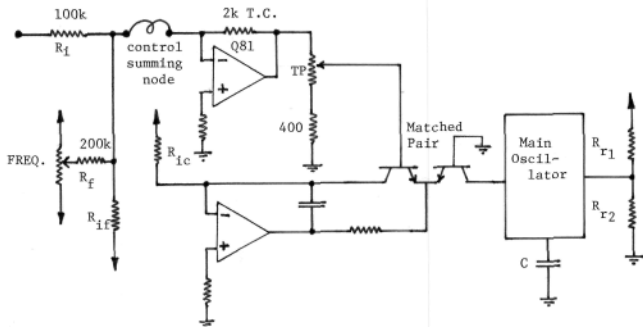 100k
R1
control
summing
node
2k T.C.
Q81
TP
400
FREQ.
200k
Rf
Rif
Ric
Matched
Pair
Main
Oscil-
lator
C
Rr1
Rr2